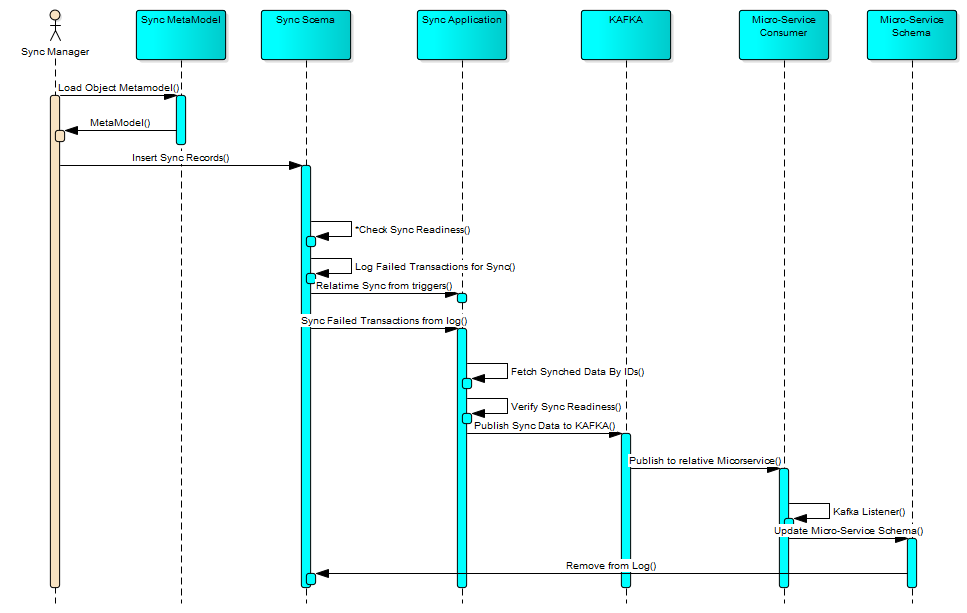 Sync MetaModel
Sync Scema
Sync Application
KAFKA
Micro-Service
Consumer
Micro-Service
Schema
Sync Manager
Load Object Metamodel()
MetaModel()
Insert Sync Records()
*Check Sync Readiness()
Log Failed Transactions for Sync()
Relatime Sync from triggers()
Sync Failed Transactions from log()
Fetch Synched Data By IDs()
Verify Sync Readiness()
Publish Sync Data to KAFKA()
Publish to relative Micorservice()
Kafka Listener()
Update Micro-Service Schema()
Remove from Log()